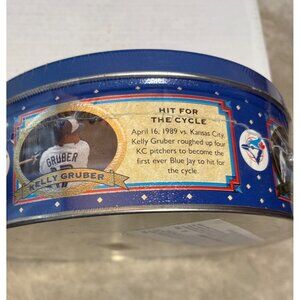 HIT FOR
THE CYCLE
April 16, 1989 vs. Kansas City,
Kelly Gruber roughed up four
KC pitchers to become the
first ever Blue Jay to hit for
the cycle.
GRUBER
KELLY GRUBER